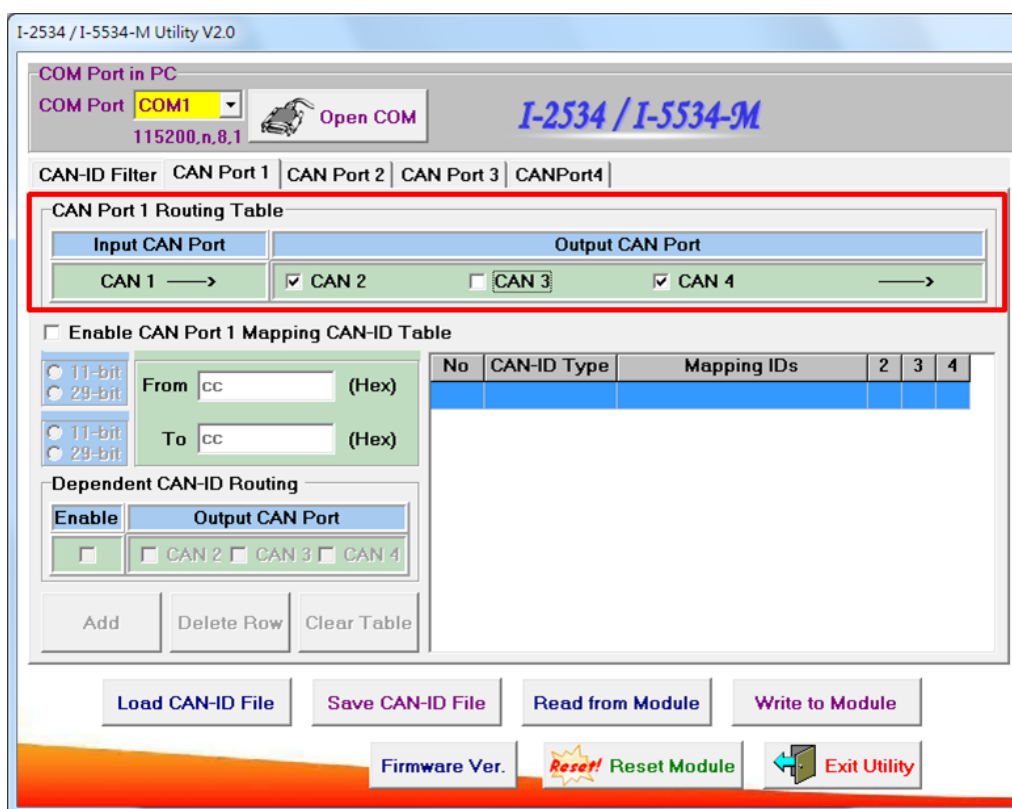 I-2534 / I-5534-M Utility V2.0
COM Port in PC
COM Port COM1 Open COM
115200,n,8,1
I-2534 / I-5534-M
CAN-ID Filter CAN Port 1 CAN Port 2 CAN Port 3 CANPort4
CAN Port 1 Routing Table
Input CAN Port Output CAN Port
CAN 1 ——> CAN 2 CAN 3 CAN 4 ——>
Enable CAN Port 1 Mapping CAN-ID Table
11-bit
29-bit
From cc (Hex)
11-bit
29-bit
To cc (Hex)
No CAN-ID Type Mapping IDs 2 3 4
Dependent CAN-ID Routing
Enable Output CAN Port
CAN 2 CAN 3 CAN 4
Add Delete Row Clear Table
Load CAN-ID File Save CAN-ID File Read from Module Write to Module
Firmware Ver. Reset! Reset Module Exit Utility